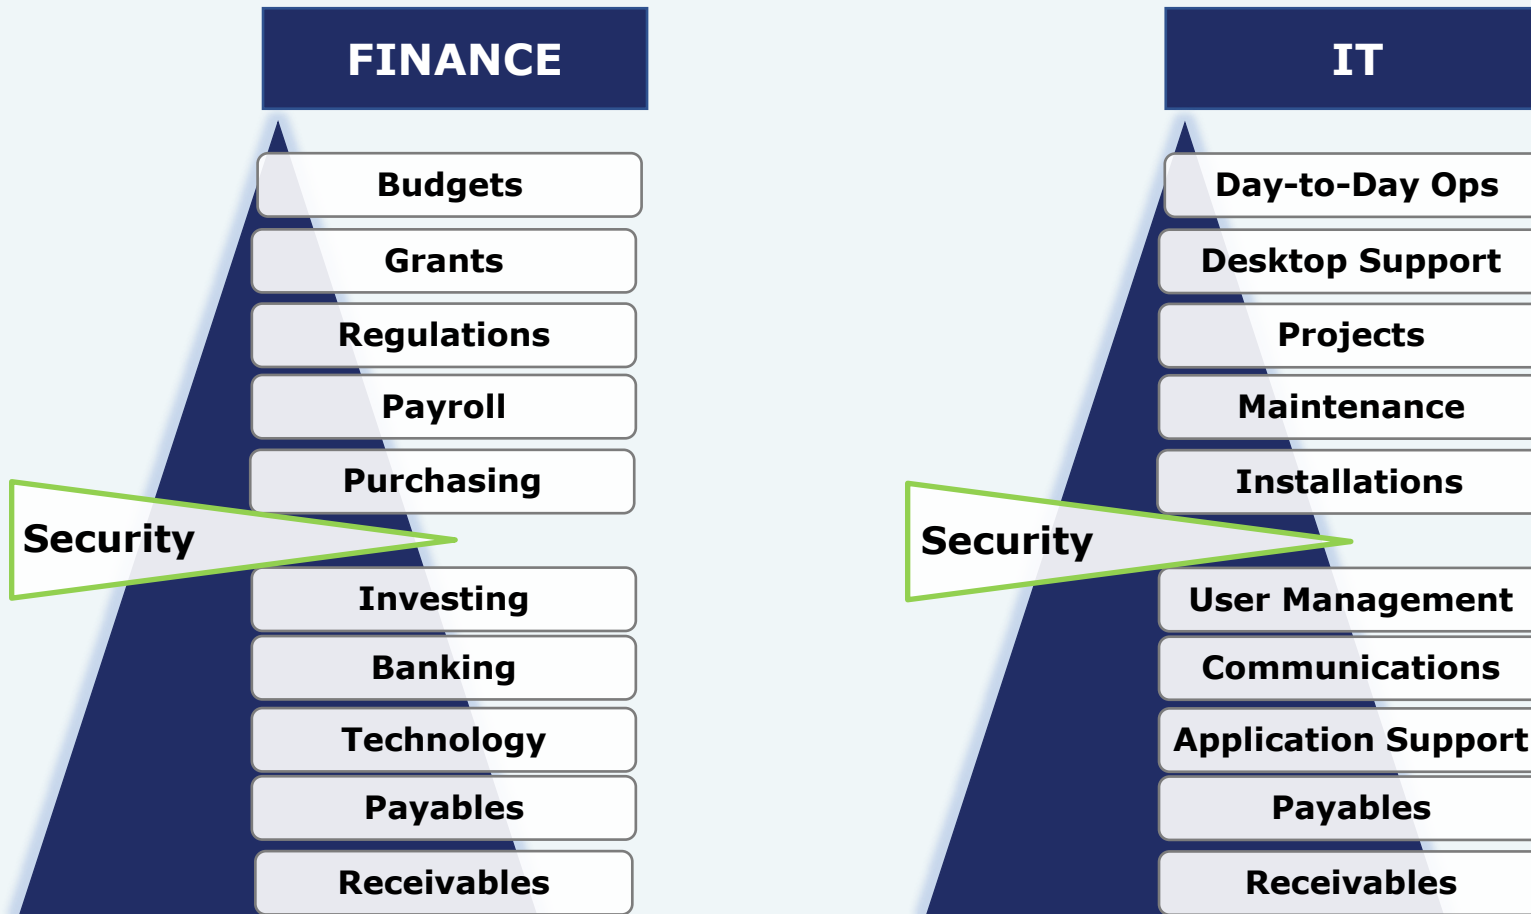 FINANCE
Budgets
Grants
Regulations
Payroll
Purchasing
Security
Investing
Banking
Technology
Payables
Receivables
IT
Day-to-Day Ops
Desktop Support
Projects
Maintenance
Installations
Security
User Management
Communications
Application Support
Payables
Receivables